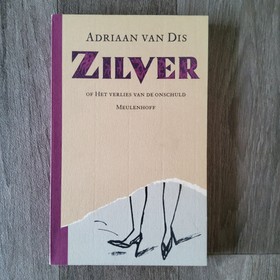 ADRIAAN VAN DIS
ZILVER
OF HET VERLIES VAN DE ONSCHULD
MEULENHOFF